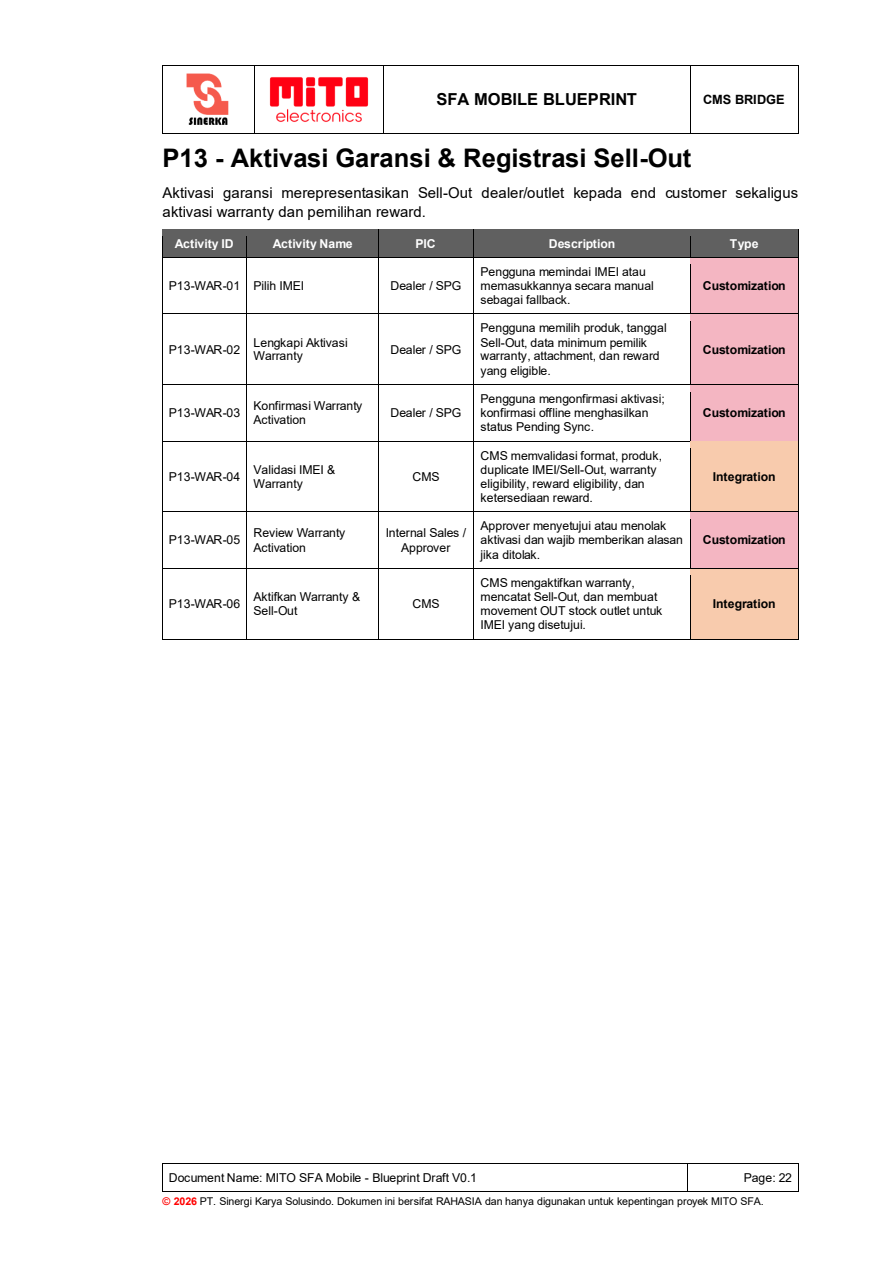 SINERKA
MiTO
electronics
SFA MOBILE BLUEPRINT
CMS BRIDGE
P13 - Aktivasi Garansi & Registrasi Sell-Out
Aktivasi garansi merepresentasikan Sell-Out dealer/outlet kepada end customer sekaligus
aktivasi warranty dan pemilihan reward.
Activity ID Activity Name PIC Description Type
P13-WAR-01 Pilih IMEI Dealer / SPG
Pengguna memindai IMEI atau
memasukkannya secara manual
sebagai fallback.
Customization
P13-WAR-02
Lengkapi Aktivasi
Warranty
Dealer / SPG
Pengguna memilih produk, tanggal
Sell-Out, data minimum pemilik
warranty, attachment, dan reward
yang eligible.
Customization
P13-WAR-03
Konfirmasi Warranty
Activation
Dealer / SPG
Pengguna mengonfirmasi aktivasi;
konfirmasi offline menghasilkan
status Pending Sync.
Customization
P13-WAR-04
Validasi IMEI &
Warranty
CMS
CMS memvalidasi format, produk,
duplicate IMEI/Sell-Out, warranty
eligibility, reward eligibility, dan
ketersediaan reward.
Integration
P13-WAR-05
Review Warranty
Activation
Internal Sales /
Approver
Approver menyetujui atau menolak
aktivasi dan wajib memberikan alasan
jika ditolak.
Customization
P13-WAR-06
Aktifkan Warranty &
Sell-Out
CMS
CMS mengaktifkan warranty,
mencatat Sell-Out, dan membuat
movement OUT stock outlet untuk
IMEI yang disetujui.
Integration
Document Name: MITO SFA Mobile - Blueprint Draft V0.1
Page: 22
© 2026 PT. Sinergi Karya Solusindo. Dokumen ini bersifat RAHASIA dan hanya digunakan untuk kepentingan proyek MITO SFA.